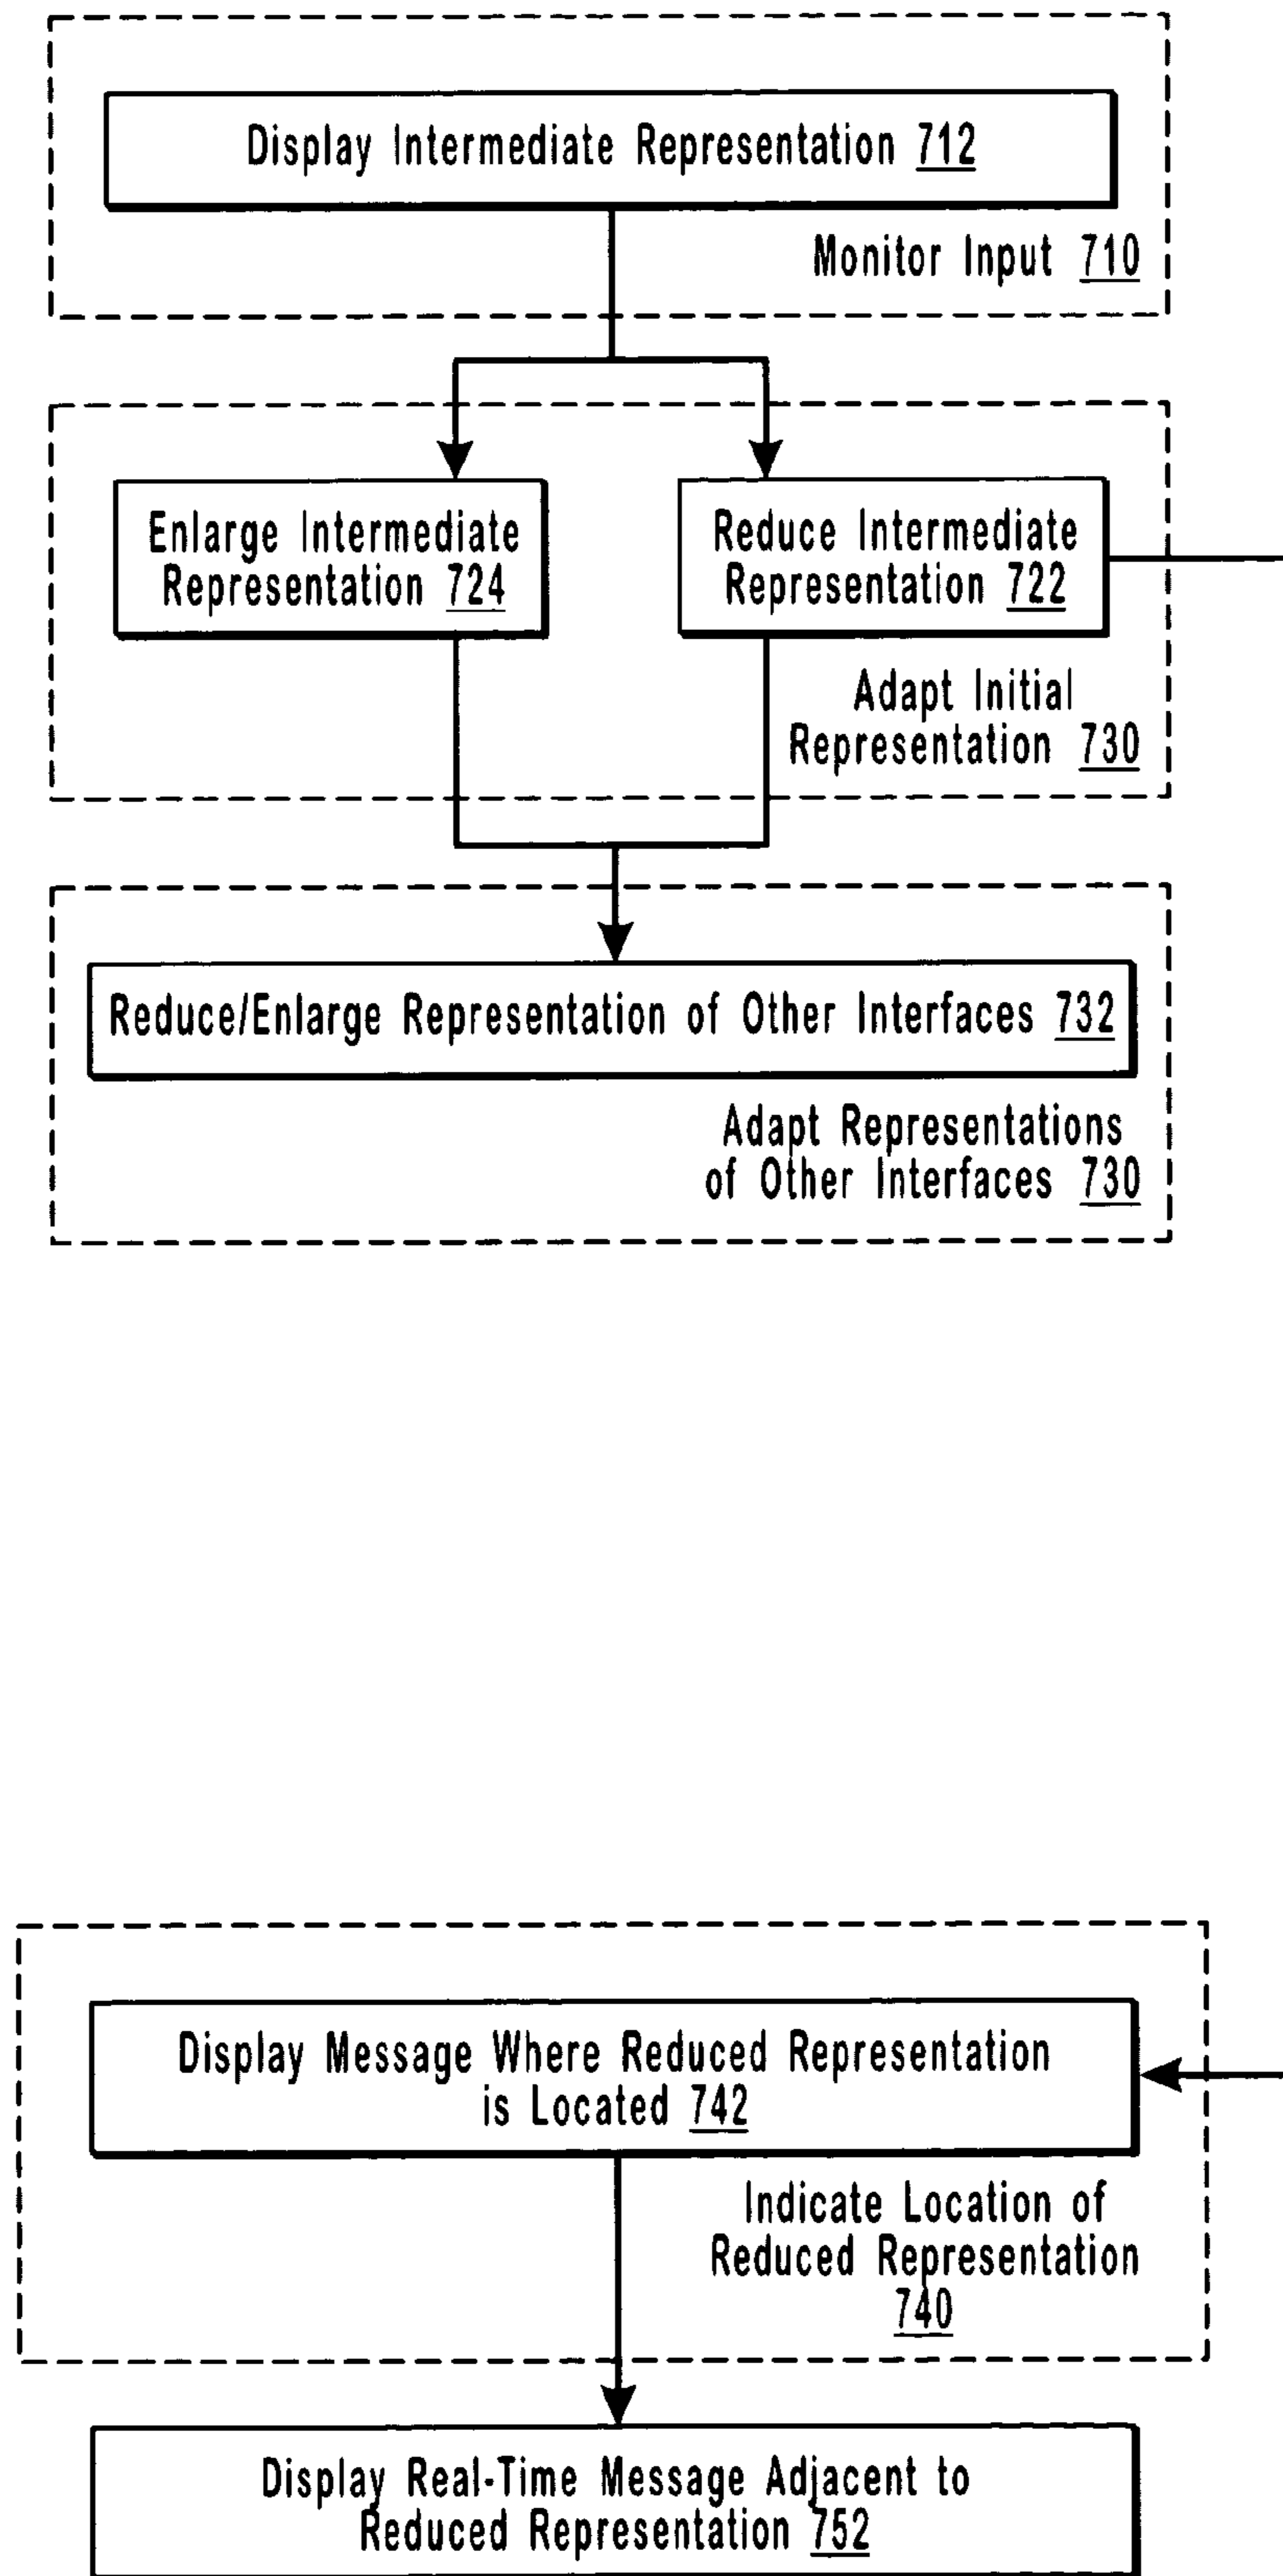 Display Intermediate Representation 712
Monitor Input 710
Enlarge Intermediate
Representation 724
Reduce Intermediate
Representation 722
Adapt Initial
Representation 730
Reduce/Enlarge Representation of Other Interfaces 732
Adapt Representations
of Other Interfaces 730
Display Message Where Reduced Representation
is Located 742
Indicate Location of
Reduced Representation
740
Display Real-Time Message Adjacent to
Reduced Representation 752